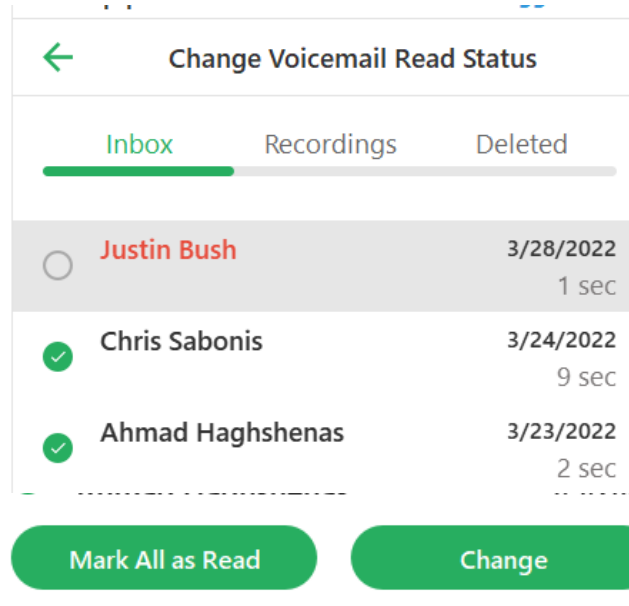 Change Voicemail Read Status
Inbox Recordings Deleted
Justin Bush 3/28/2022
1 sec
Chris Sabonis 3/24/2022
9 sec
Ahmad Haghshenas 3/23/2022
2 sec
Mark All as Read Change